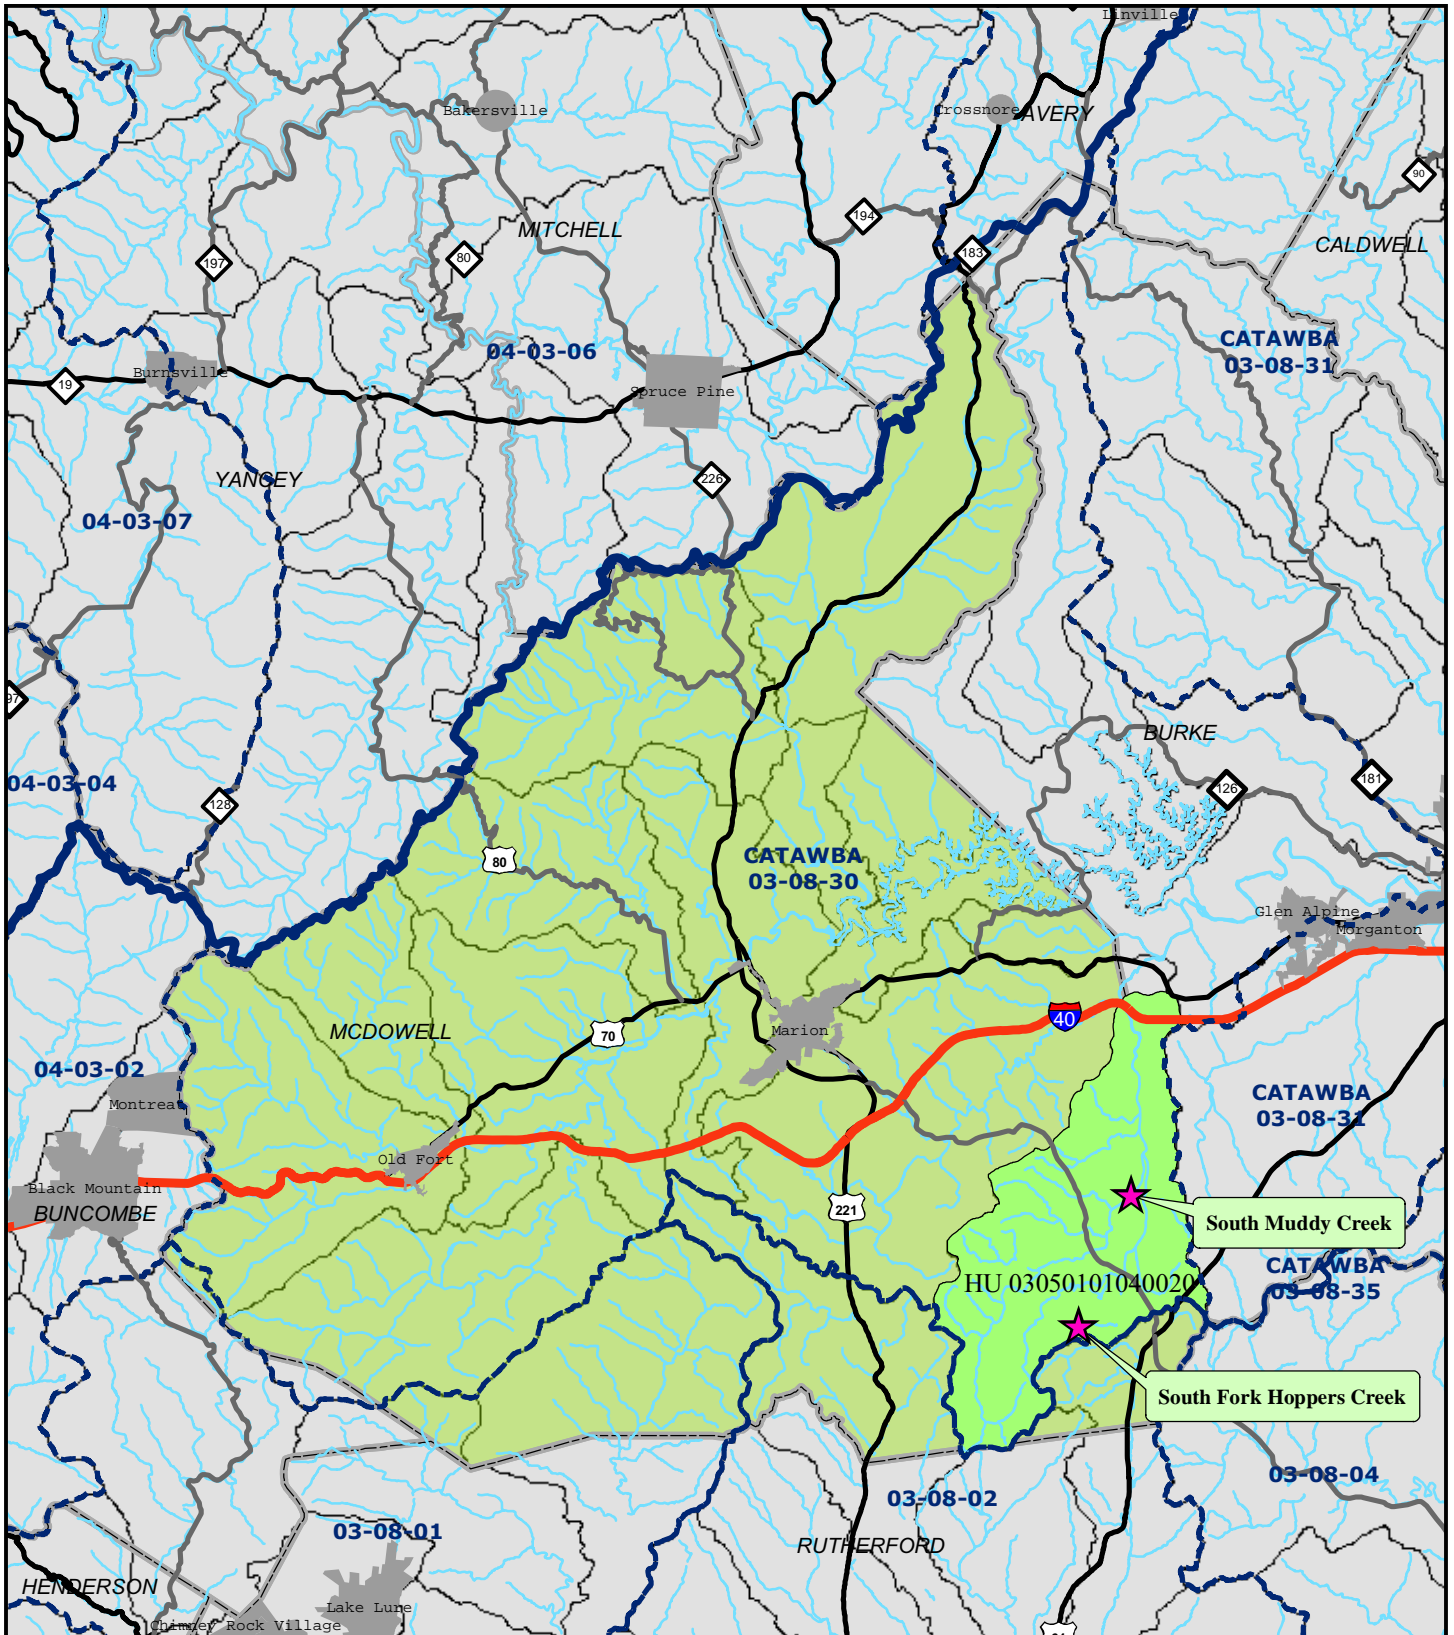 Linville
Bakersville
Crossnore
AVERY
90
194
MITCHELL
183
CALDWELL
197
80
04-03-06
CATAWBA
03-08-31
Burnsville
19
Spruce Pine
YANCEY
226
04-03-07
BURKE
04-03-04
128
126
181
80
CATAWBA
03-08-30
Glen Alpine
Morganton
40
MCDOWELL
70
Marion
04-03-02
Montreat
CATAWBA
03-08-31
Old Fort
Black Mountain
BUNCOMBE
221
South Muddy Creek
CATAWBA
03-08-35
HU 03050101040020
South Fork Hoppers Creek
03-08-04
03-08-02
03-08-01
RUTHERFORD
HENDERSON
Lake Lure
Chimney Rock Village